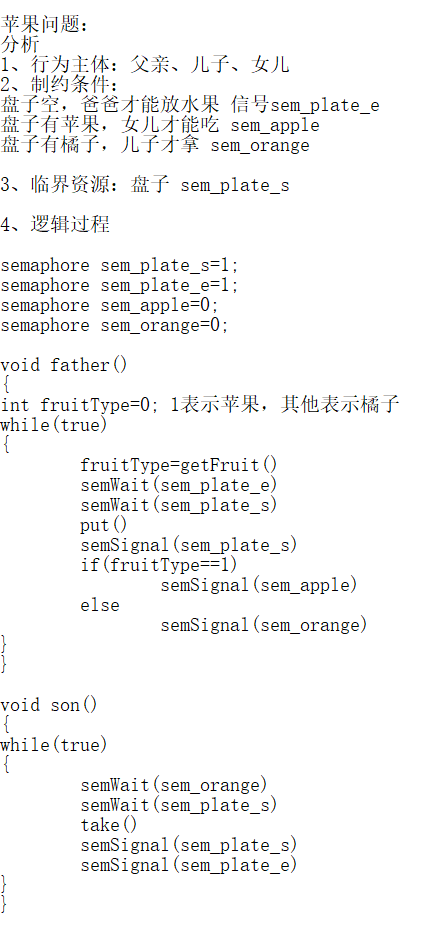 苹果问题：
分析
1、行为主体：父亲、儿子、女儿
2、制约条件：
盘子空，爸爸才能放水果 信号sem_plate_e
盘子有苹果，女儿才能吃 sem_apple
盘子有橘子，儿子才拿 sem_orange
3、临界资源：盘子 sem_plate_s
4、逻辑过程
semaphore sem_plate_s=1;
semaphore sem_plate_e=1;
semaphore sem_apple=0;
semaphore sem_orange=0;
void father()
{
int fruitType=0; 1表示苹果，其他表示橘子
while(true)
{
fruitType=getFruit()
semWait(sem_plate_e)
semWait(sem_plate_s)
put()
semSignal(sem_plate_s)
if(fruitType==1)
semSignal(sem_apple)
else
semSignal(sem_orange)
}
}
void son()
{
while(true)
{
semWait(sem_orange)
semWait(sem_plate_s)
take()
semSignal(sem_plate_s)
semSignal(sem_plate_e)
}
}